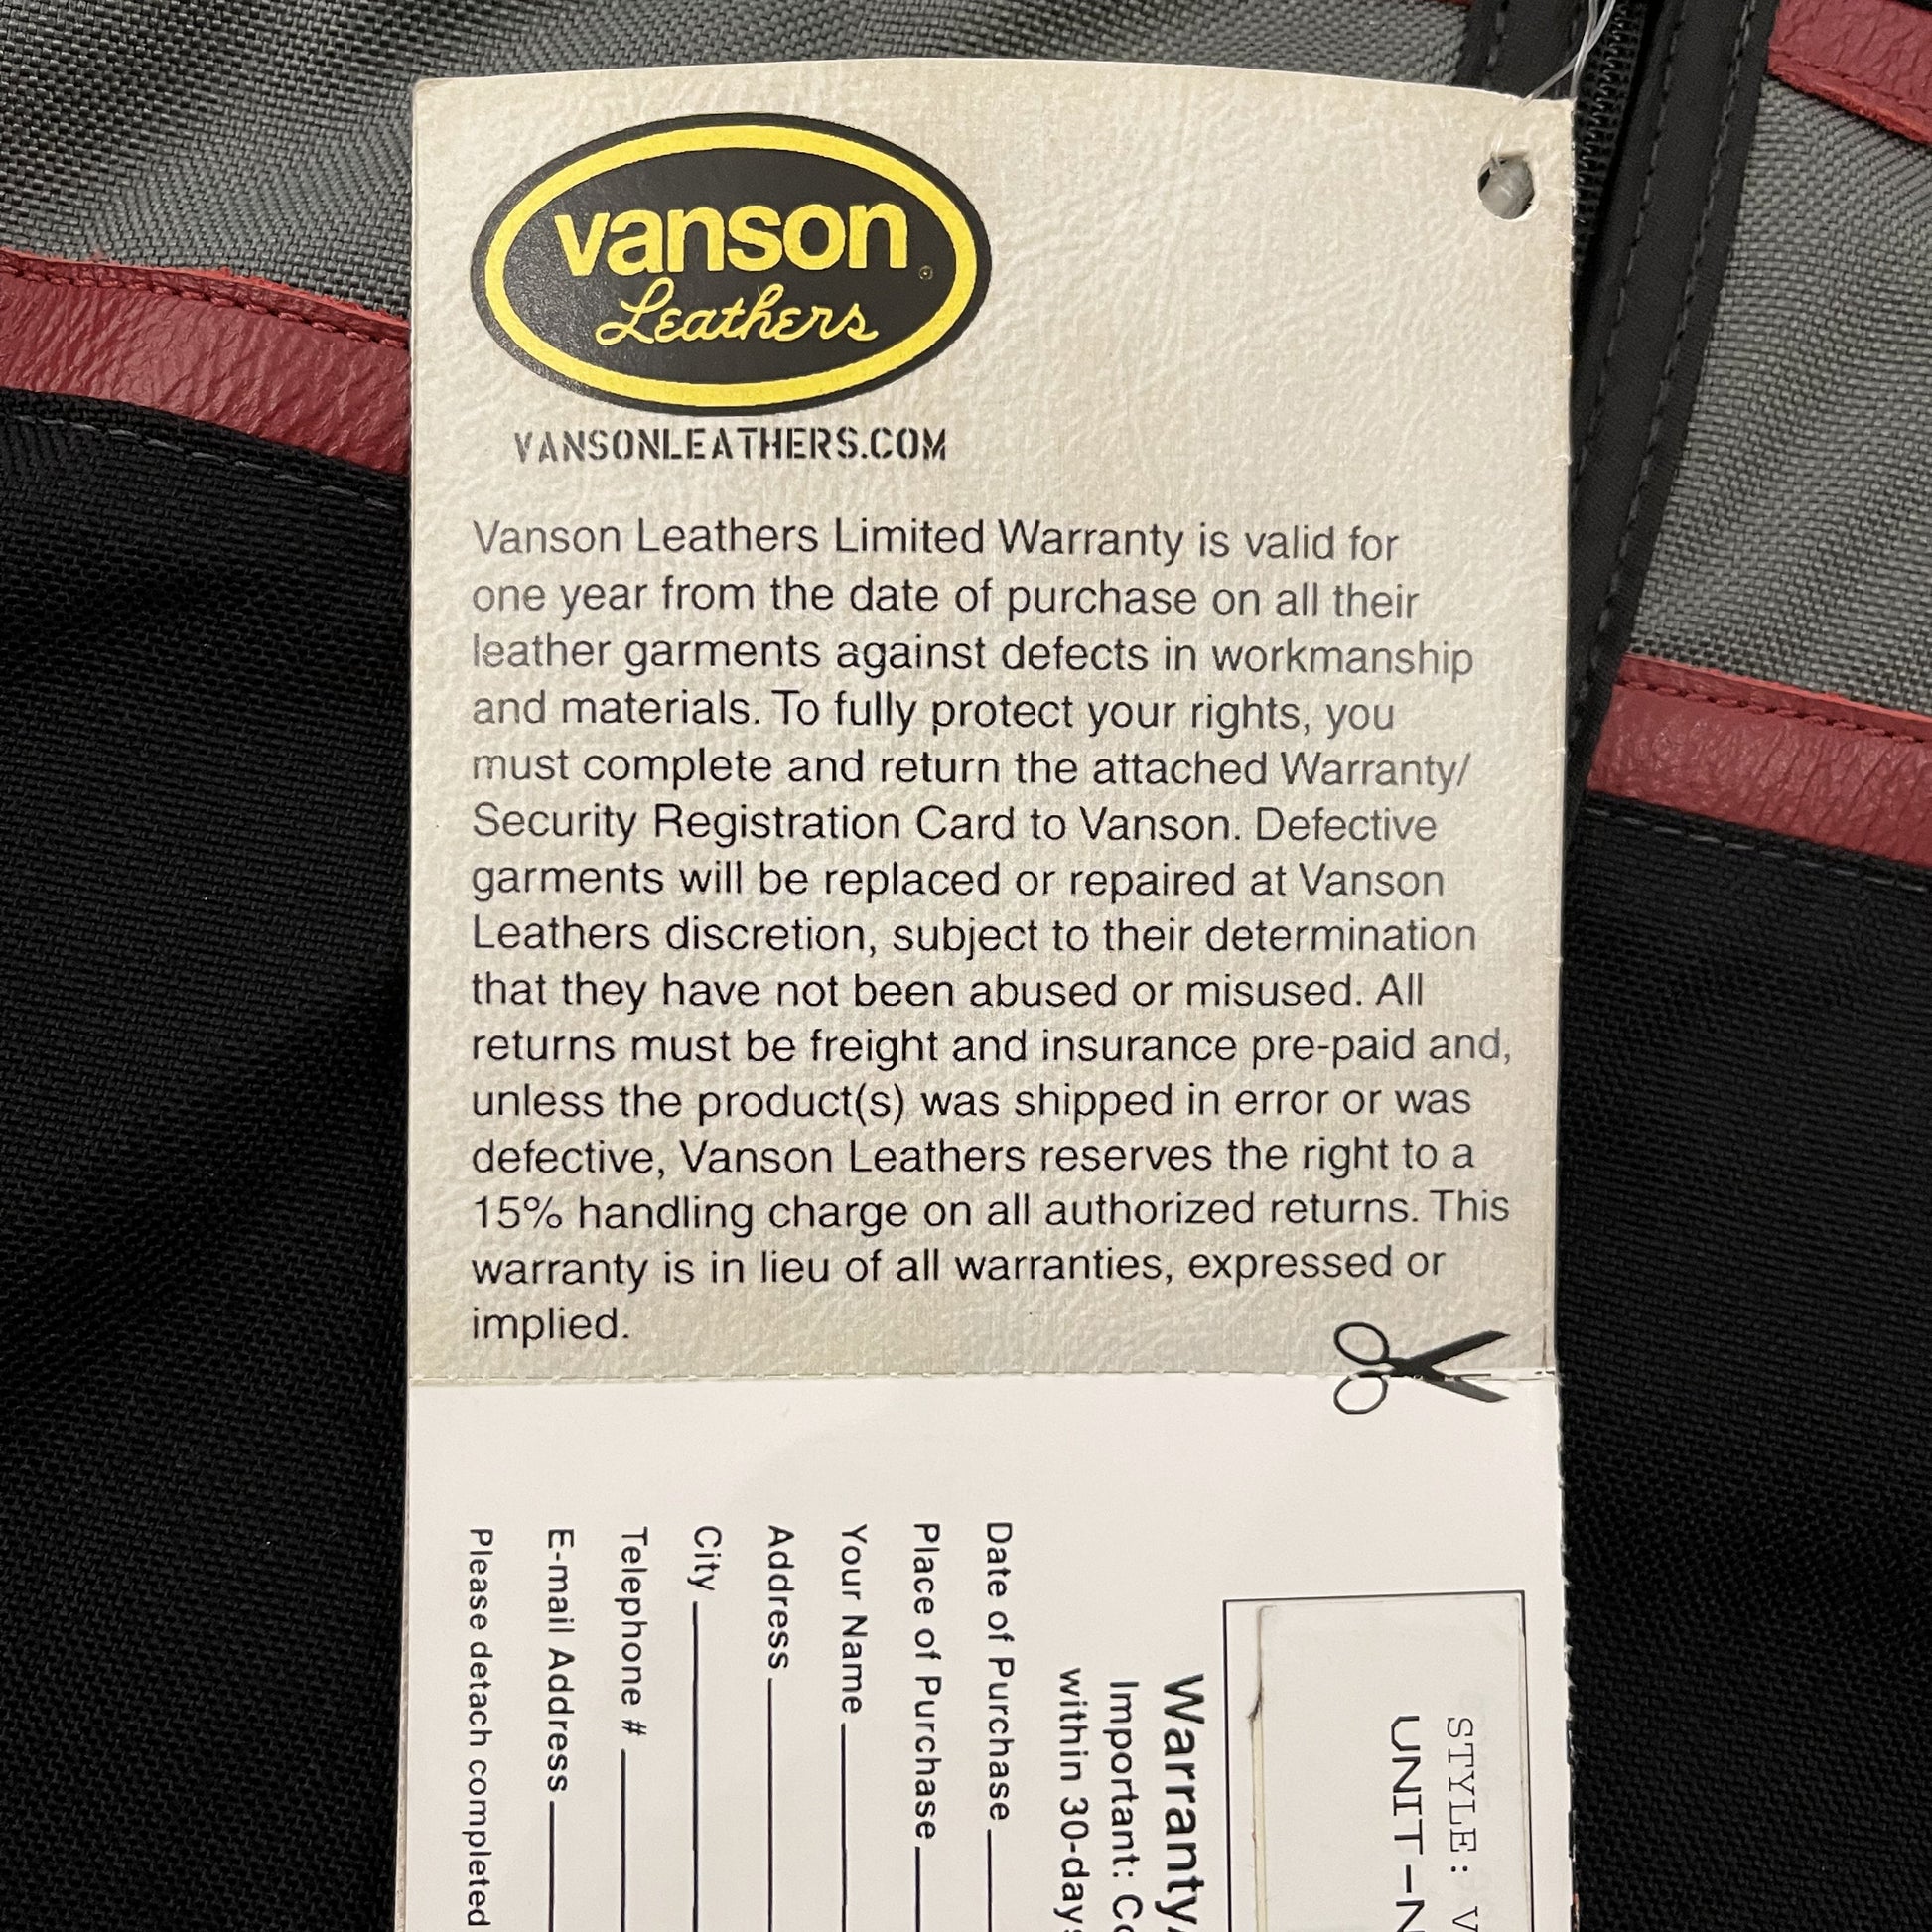 vanson
Leathers
VANSONLEATHERS.COM
Vanson Leathers Limited Warranty is valid for
one year from the date of purchase on all their
leather garments against defects in workmanship
and materials. To fully protect your rights, you
must complete and return the attached Warranty/
Security Registration Card to Vanson. Defective
garments will be replaced or repaired at Vanson
Leathers discretion, subject to their determination
that they have not been abused or misused. All
returns must be freight and insurance pre-paid and,
unless the product(s) was shipped in error or was
defective, Vanson Leathers reserves the right to a
15% handling charge on all authorized returns. This
warranty is in lieu of all warranties, expressed or
implied.
STYLE:
UNIT-N
Warranty/
Important:
within 30-days
Date of Purchase
Place of Purchase
Your Name
Address
City
Telephone #
E-mail Address
Please detach completed